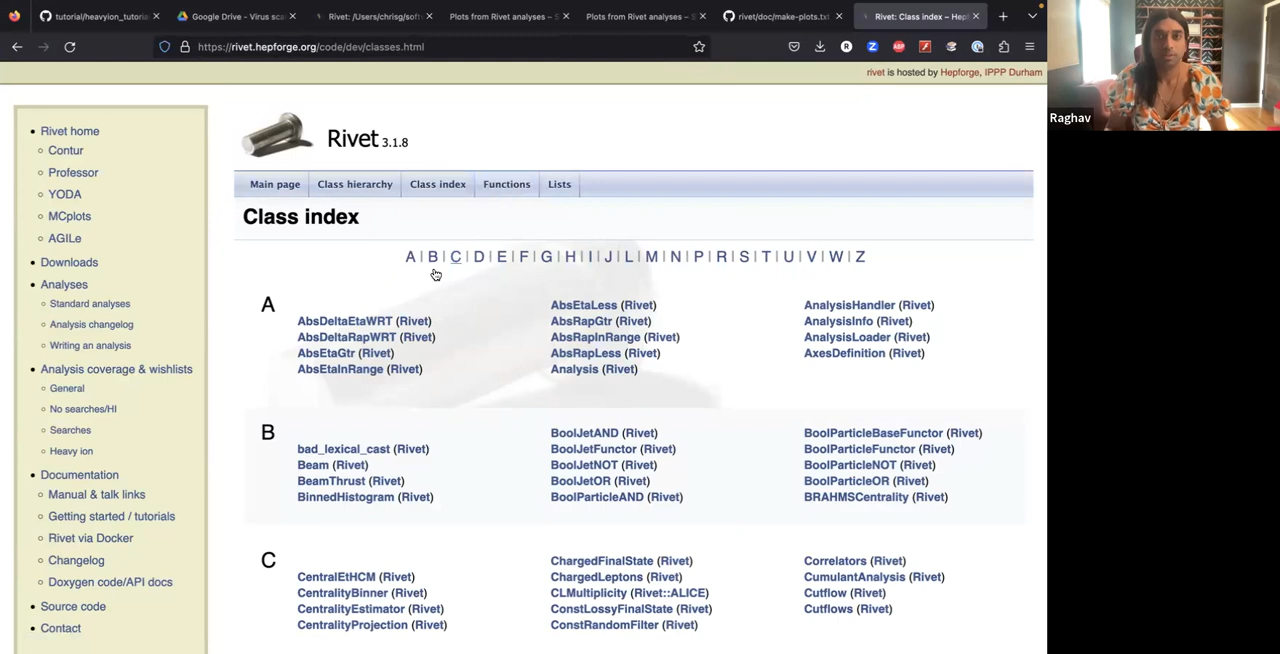 tutorial/heavyion_tutoria
Google Drive - Virus sca
Rivet: /Users/chrisg/soft
Plots from Rivet analyses – S
Plots from Rivet analyses – S
rivet/doc/make-plots.txt
Rivet: Class index – Hepf
https://rivet.hepforge.org/code/dev/classes.html
rivet is hosted by Hepforge, IPPP Durham
Raghav
Rivet home
Contur
Professor
YODA
MCplots
AGILe
Downloads
Analyses
Standard analyses
Analysis changelog
Writing an analysis
Analysis coverage & wishlists
General
No searches/HI
Searches
Heavy ion
Documentation
Manual & talk links
Getting started / tutorials
Rivet via Docker
Changelog
Doxygen code/API docs
Source code
Contact
Rivet 3.1.8
Main page Class hierarchy Class index Functions Lists
Class index
A | B | C | D | E | F | G | H | I | J | L | M | N | P | R | S | T | U | V | W | Z
A
AbsDeltaEtaWRT (Rivet)
AbsDeltaRapWRT (Rivet)
AbsEtaGtr (Rivet)
AbsEtaInRange (Rivet)
AbsEtaLess (Rivet)
AbsRapGtr (Rivet)
AbsRapInRange (Rivet)
AbsRapLess (Rivet)
Analysis (Rivet)
AnalysisHandler (Rivet)
AnalysisInfo (Rivet)
AnalysisLoader (Rivet)
AxesDefinition (Rivet)
B
bad_lexical_cast (Rivet)
Beam (Rivet)
BeamThrust (Rivet)
BinnedHistogram (Rivet)
BoolJetAND (Rivet)
BoolJetFunctor (Rivet)
BoolJetNOT (Rivet)
BoolJetOR (Rivet)
BoolParticleAND (Rivet)
BoolParticleBaseFunctor (Rivet)
BoolParticleFunctor (Rivet)
BoolParticleNOT (Rivet)
BoolParticleOR (Rivet)
BRAHMSCentrality (Rivet)
C
CentralEtHCM (Rivet)
CentralityBinner (Rivet)
CentralityEstimator (Rivet)
CentralityProjection (Rivet)
ChargedFinalState (Rivet)
ChargedLeptons (Rivet)
CLMultiplicity (Rivet::ALICE)
ConstLossyFinalState (Rivet)
ConstRandomFilter (Rivet)
Correlators (Rivet)
CumulantAnalysis (Rivet)
Cutflow (Rivet)
Cutflows (Rivet)